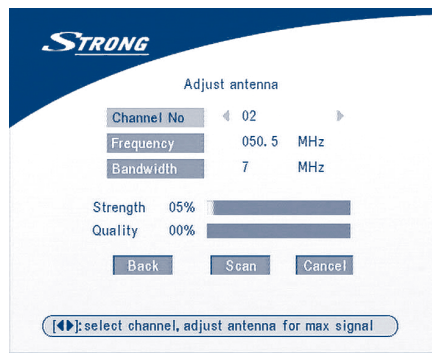 STRONG
Adjust antenna
Channel No 02
Frequency 050.5 MHz
Bandwidth 7 MHz
Strength 05%
Quality 00%
Back Scan Cancel
[◀▶]: select channel, adjust antenna for max signal